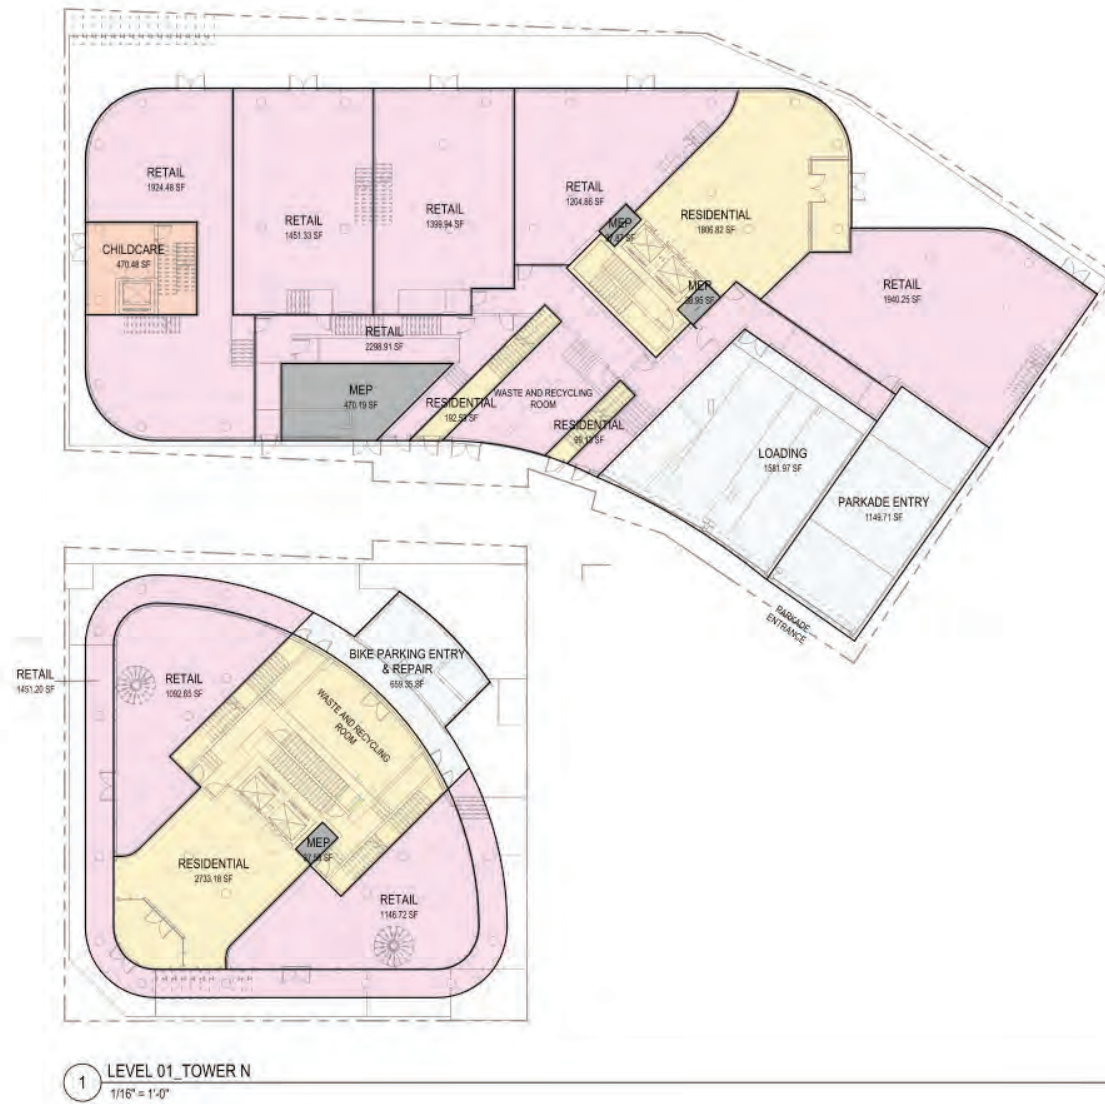 RETAIL
1924.48 SF
RETAIL
1451.33 SF
RETAIL
1399.94 SF
RETAIL
1204.86 SF
MEP
RESIDENTIAL
1806.82 SF
CHILDCARE
470.48 SF
MEP
RETAIL
1940.25 SF
RETAIL
2298.91 SF
MEP
470.19 SF
RESIDENTIAL
192.53 SF
WASTE AND RECYCLING
ROOM
RESIDENTIAL
LOADING
1581.97 SF
PARKADE ENTRY
1149.71 SF
PARKADE
ENTRANCE
RETAIL
1451.20 SF
RETAIL
1092.65 SF
BIKE PARKING ENTRY
& REPAIR
659.35 SF
WASTE AND RECYCLING
ROOM
MEP
RESIDENTIAL
2733.18 SF
RETAIL
1146.72 SF
1
LEVEL 01_TOWER N
1/16" = 1'-0"